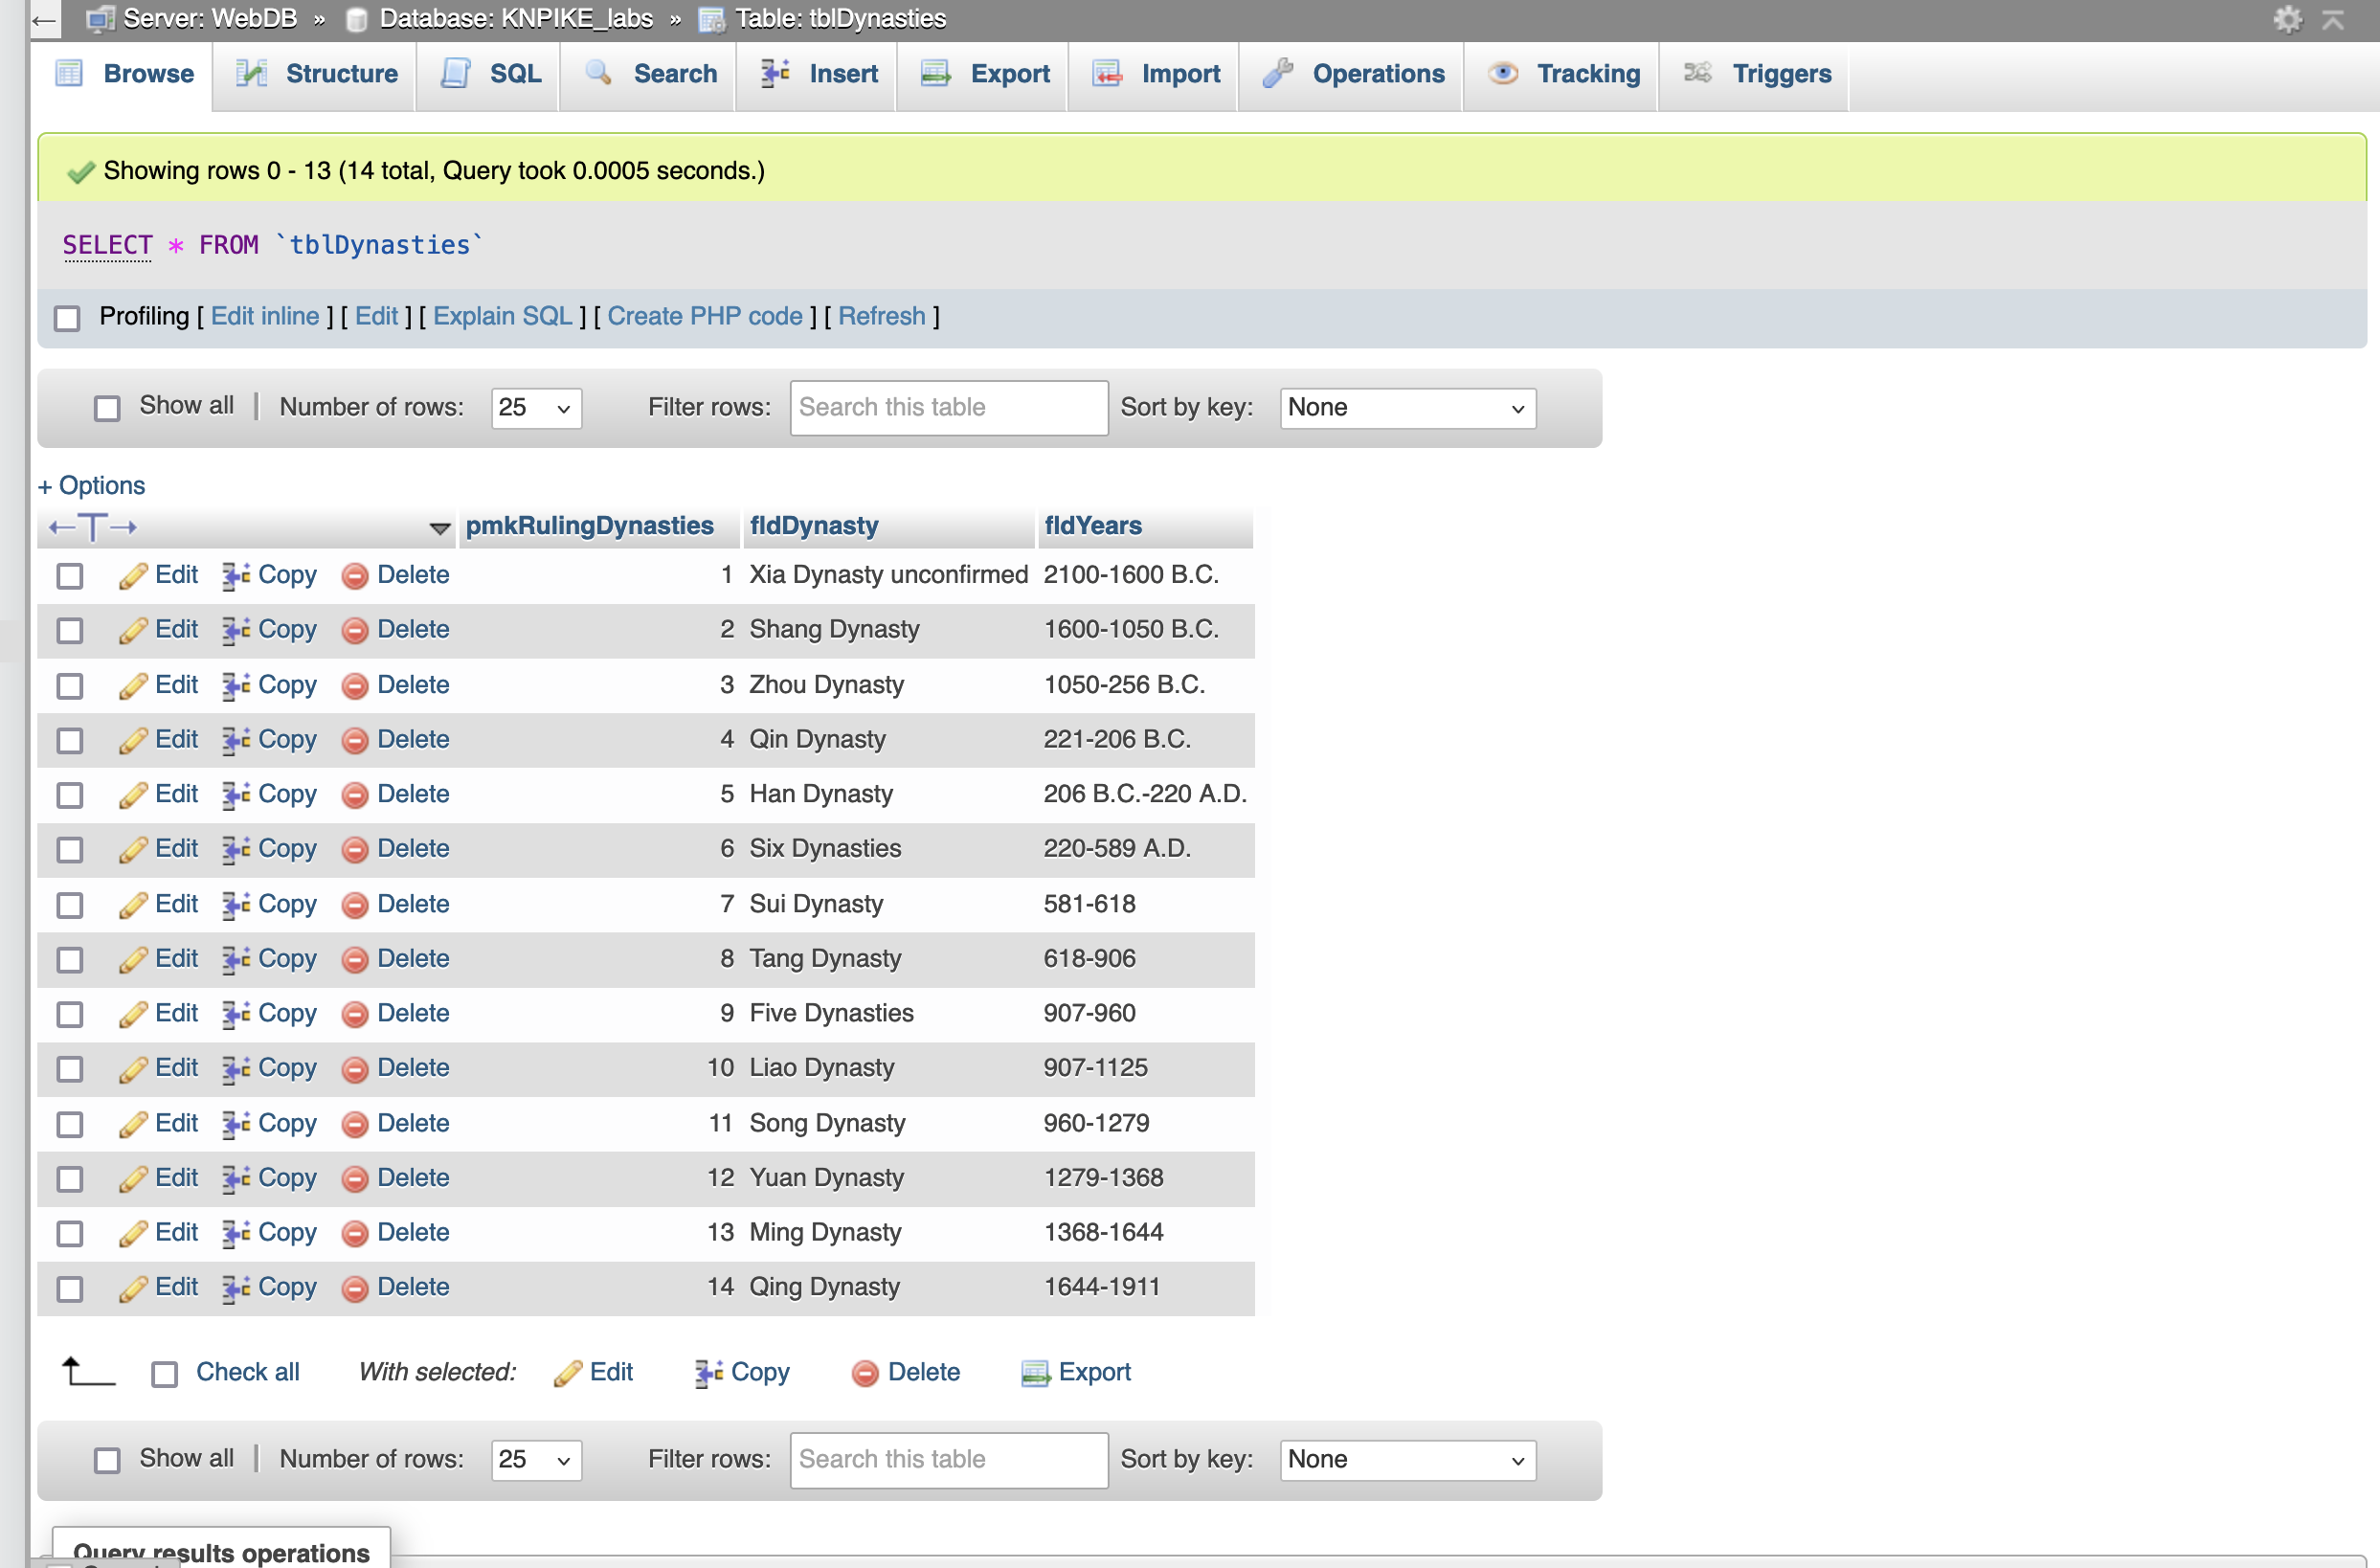 Server: WebDB » Database: KNPIKE_labs » Table: tblDynasties
Browse Structure SQL Search Insert Export Import Operations Tracking Triggers
Showing rows 0 - 13 (14 total, Query took 0.0005 seconds.)
SELECT * FROM `tblDynasties`
Profiling [ Edit inline ] [ Edit ] [ Explain SQL ] [ Create PHP code ] [ Refresh ]
Show all | Number of rows: 25 Filter rows: Search this table Sort by key: None
+ Options
←T→ pmkRulingDynasties fldDynasty fldYears
Edit Copy Delete 1 Xia Dynasty unconfirmed 2100-1600 B.C.
Edit Copy Delete 2 Shang Dynasty 1600-1050 B.C.
Edit Copy Delete 3 Zhou Dynasty 1050-256 B.C.
Edit Copy Delete 4 Qin Dynasty 221-206 B.C.
Edit Copy Delete 5 Han Dynasty 206 B.C.-220 A.D.
Edit Copy Delete 6 Six Dynasties 220-589 A.D.
Edit Copy Delete 7 Sui Dynasty 581-618
Edit Copy Delete 8 Tang Dynasty 618-906
Edit Copy Delete 9 Five Dynasties 907-960
Edit Copy Delete 10 Liao Dynasty 907-1125
Edit Copy Delete 11 Song Dynasty 960-1279
Edit Copy Delete 12 Yuan Dynasty 1279-1368
Edit Copy Delete 13 Ming Dynasty 1368-1644
Edit Copy Delete 14 Qing Dynasty 1644-1911
Check all With selected: Edit Copy Delete Export
Show all | Number of rows: 25 Filter rows: Search this table Sort by key: None
Query results operations